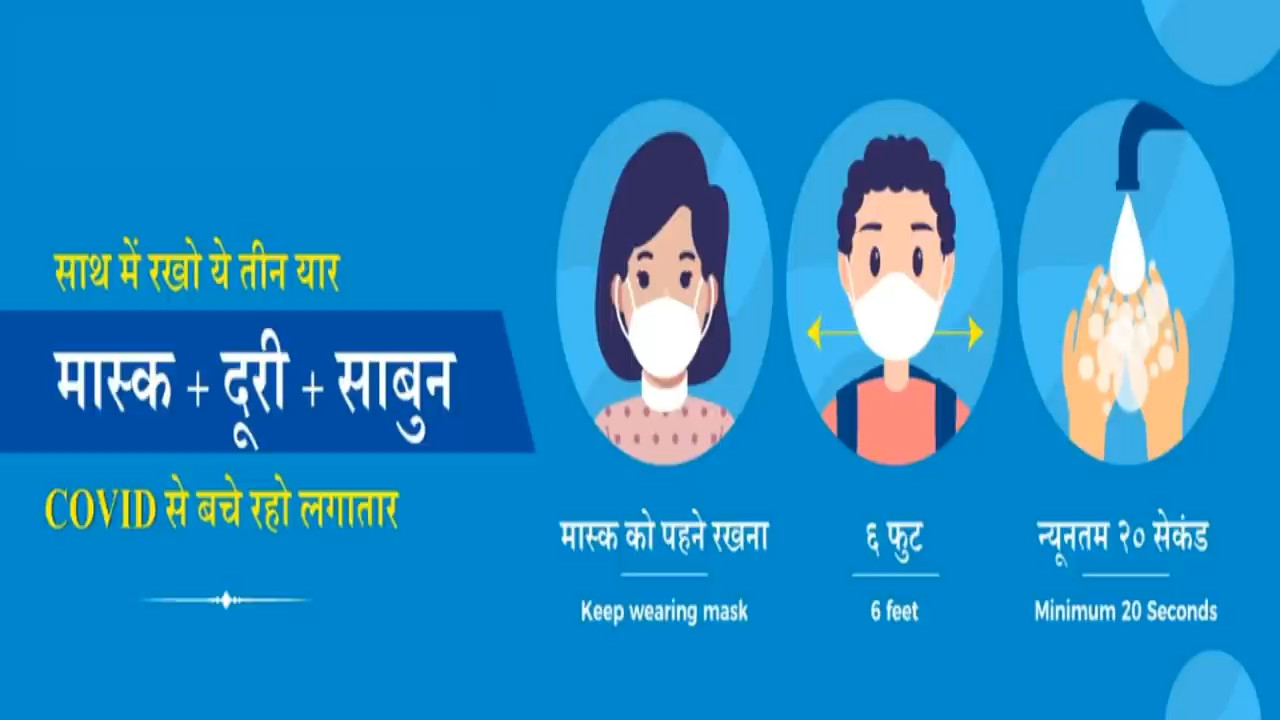 साथ में रखो ये तीन यार
मास्क + दूरी + साबुन
COVID से बचे रहो लगातार
मास्क को पहने रखना
Keep wearing mask
६ फुट
6 feet
न्यूनतम २० सेकंड
Minimum 20 Seconds